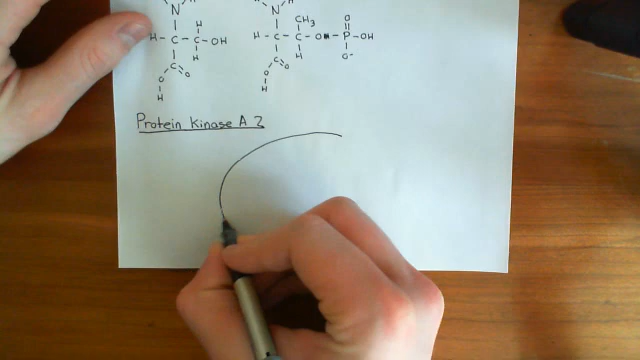 N N
H CH₃ O
H - C - C - OH H - C - C - O - P - OH
H H O-
C C
O O O O
H H
Protein Kinase A 2